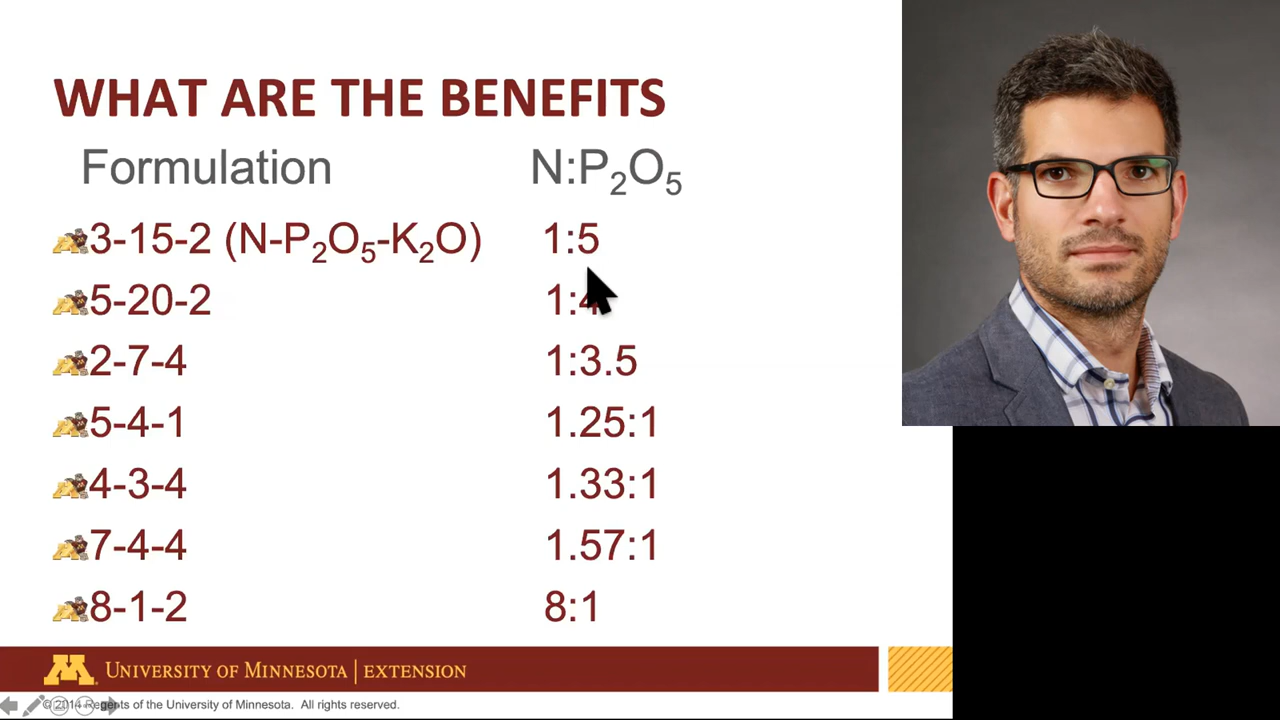 WHAT ARE THE BENEFITS
Formulation N:P₂O₅
3-15-2 (N-P₂O₅-K₂O) 1:5
5-20-2 1:4
2-7-4 1:3.5
5-4-1 1.25:1
4-3-4 1.33:1
7-4-4 1.57:1
8-1-2 8:1
UNIVERSITY OF MINNESOTA | EXTENSION
© 2014 Regents of the University of Minnesota. All rights reserved.